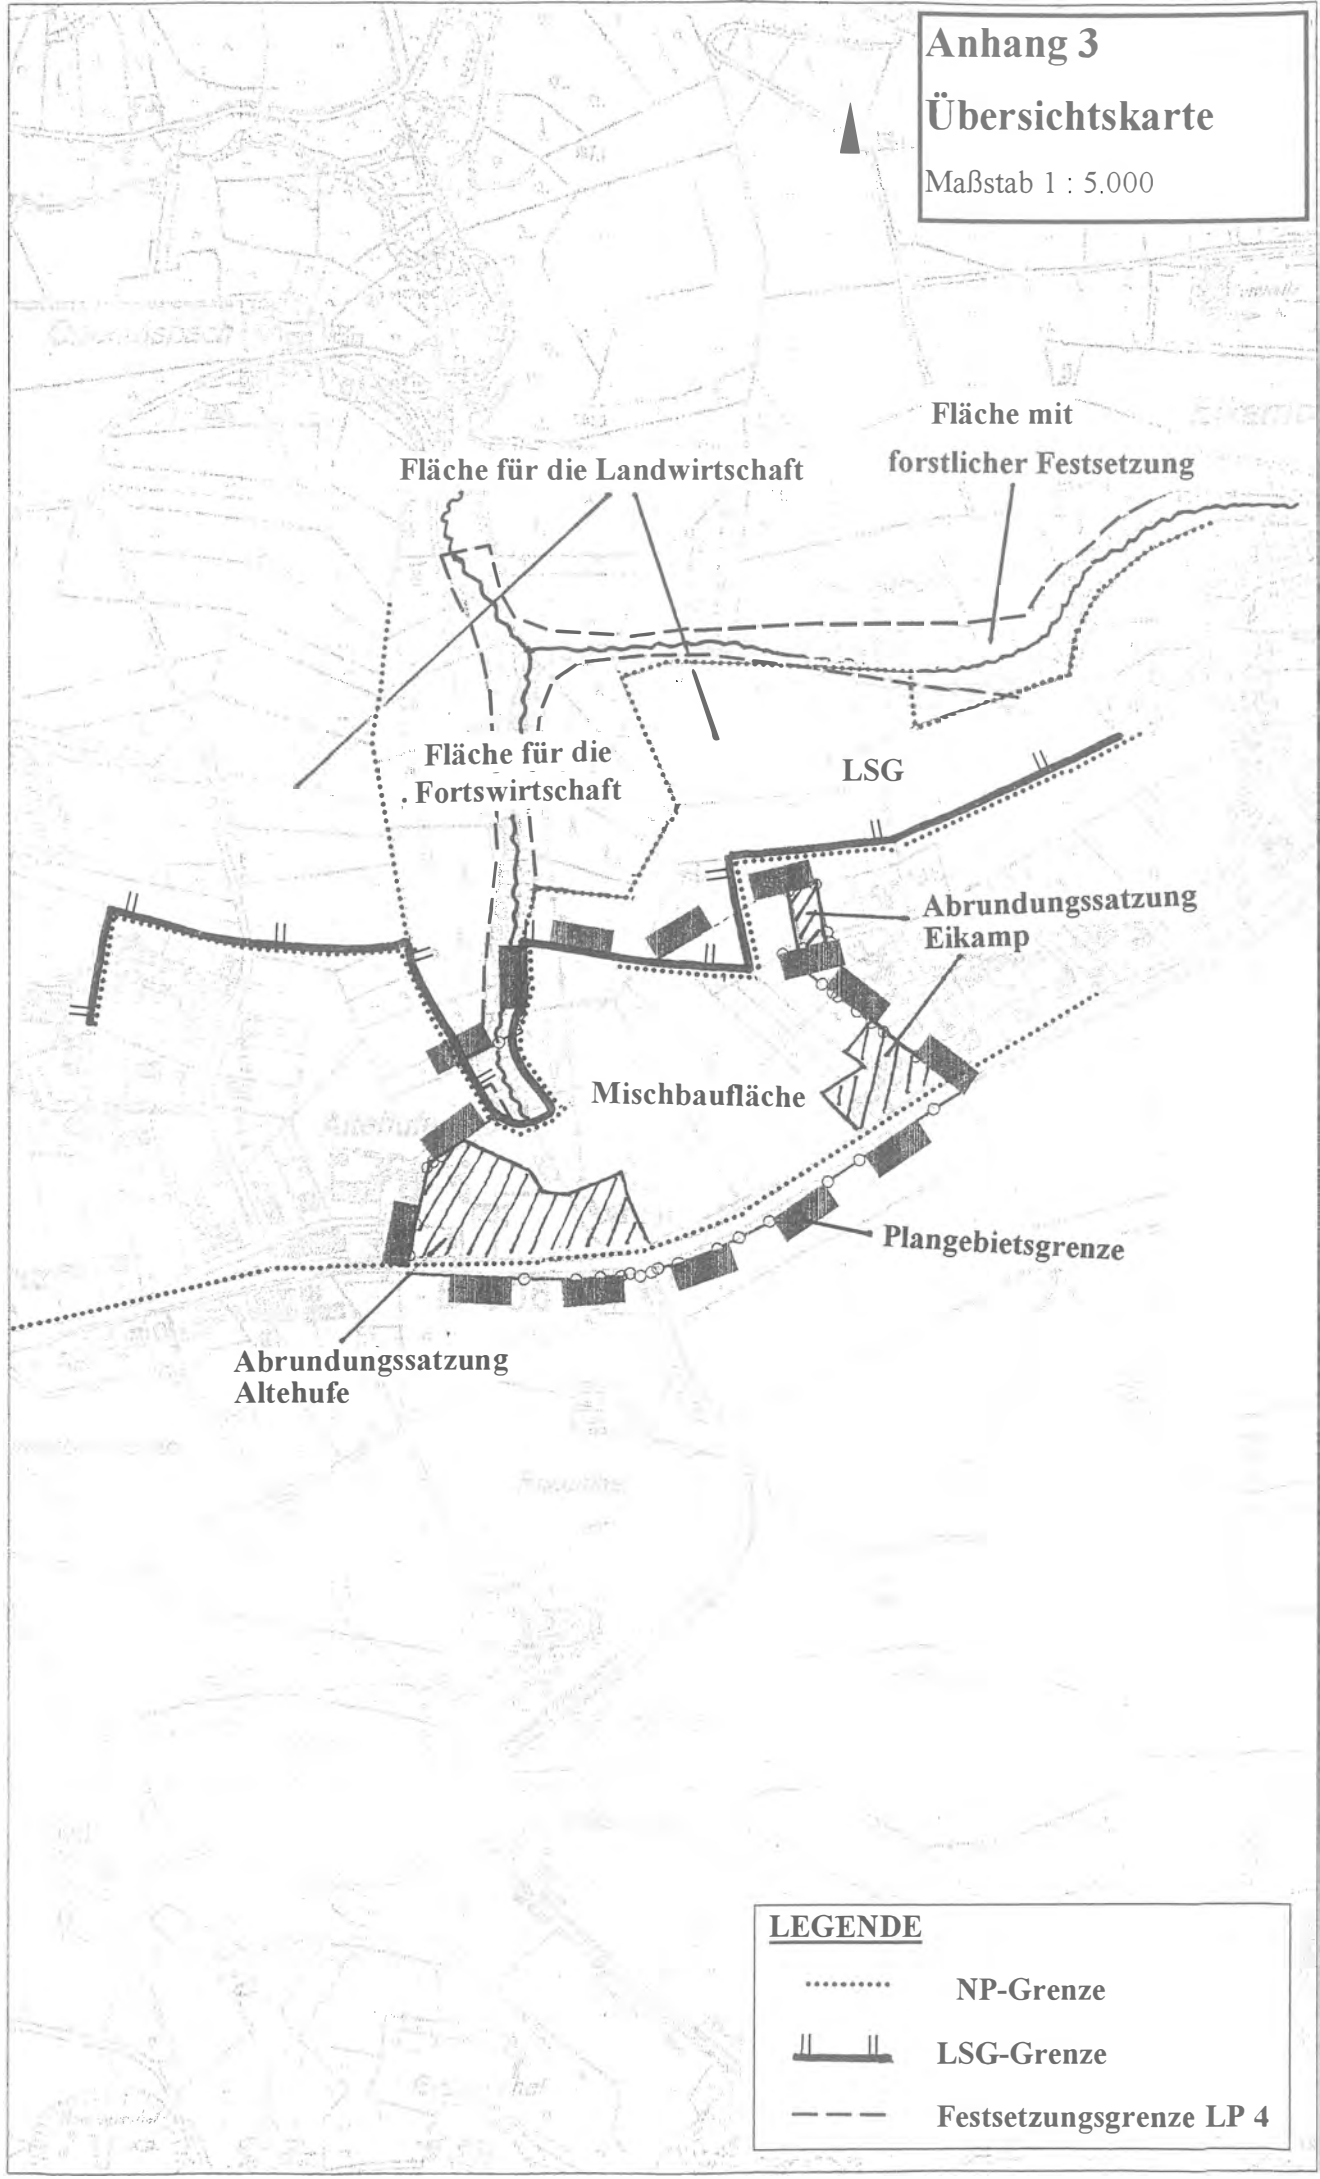 Anhang 3
Übersichtskarte
Maßstab 1 : 5.000
Fläche mit
forstlicher Festsetzung
Fläche für die Landwirtschaft
Fläche für die
Fortswirtschaft
LSG
Abrundungssatzung
Eikamp
Mischbaufläche
Altehufe
Plangebietsgrenze
Abrundungssatzung
Altehufe
LEGENDE
NP-Grenze
LSG-Grenze
Festsetzungsgrenze LP 4